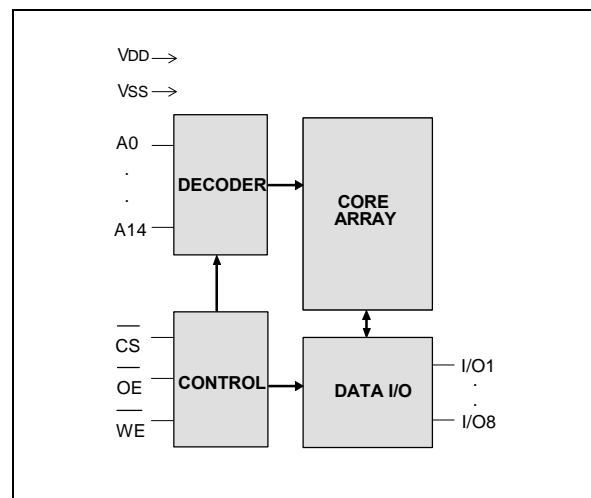 VDD
VSS
A0
.
.
A14
DECODER
CORE
ARRAY
CS
OE
WE
CONTROL
DATA I/O
I/O1
.
.
I/O8